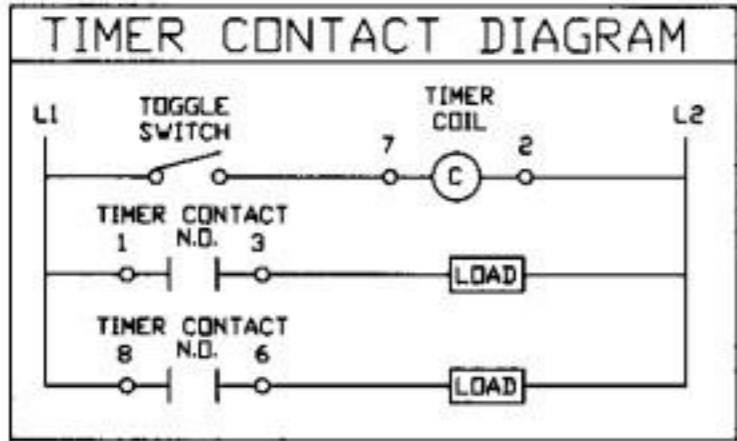 TIMER CONTACT DIAGRAM
L1
TOGGLE
SWITCH
TIMER
COIL
L2
7
C
2
TIMER CONTACT
1 N.O. 3
LOAD
TIMER CONTACT
8 N.O. 6
LOAD